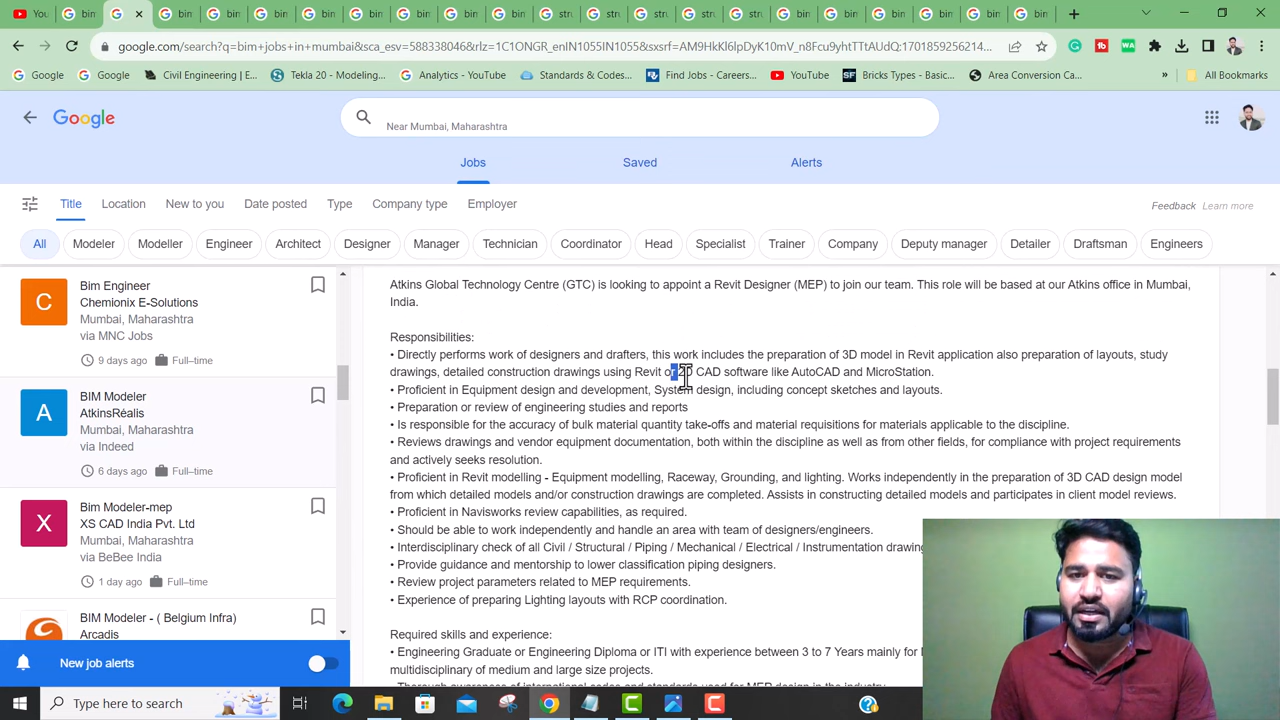 bin
bin
bin
bin
bin
bin
bin
bin
stru
stru
stru
stru
bin
bin
bin
bin
bin
bin
google.com/search?q=bim+jobs+in+mumbai&sca_esv=588638046&rlz=1C1ONGR_enIN1055IN1055&sxsrf=AM9HkKl6lpDyK10mV_n8Fcu9yhtTTtAUdQ:1701859256214...
Google
Google
Civil Engineering | E...
Tekla 20 - Modeling...
Analytics - YouTube
Standards & Codes...
Find Jobs - Careers...
YouTube
Bricks Types - Basic...
Area Conversion Ca...
»
All Bookmarks
Google
Near Mumbai, Maharashtra
Jobs
Saved
Alerts
Title
Location
New to you
Date posted
Type
Company type
Employer
Feedback
Learn more
All
Modeler
Modeller
Engineer
Architect
Designer
Manager
Technician
Coordinator
Head
Specialist
Trainer
Company
Deputy manager
Detailer
Draftsman
Engineers
C
Bim Engineer
Chemionix E-Solutions
Mumbai, Maharashtra
via MNC Jobs
9 days ago
Full–time
A
BIM Modeler
AtkinsRéalis
Mumbai, Maharashtra
via Indeed
6 days ago
Full–time
X
Bim Modeler-mep
XS CAD India Pvt. Ltd
Mumbai, Maharashtra
via BeBee India
1 day ago
Full–time
BIM Modeler - ( Belgium Infra)
Arcadis
New job alerts
Atkins Global Technology Centre (GTC) is looking to appoint a Revit Designer (MEP) to join our team. This role will be based at our Atkins office in Mumbai,
India.
Responsibilities:
• Directly performs work of designers and drafters, this work includes the preparation of 3D model in Revit application also preparation of layouts, study
drawings, detailed construction drawings using Revit or 2D CAD software like AutoCAD and MicroStation.
• Proficient in Equipment design and development, System design, including concept sketches and layouts.
• Preparation or review of engineering studies and reports
• Is responsible for the accuracy of bulk material quantity take-offs and material requisitions for materials applicable to the discipline.
• Reviews drawings and vendor equipment documentation, both within the discipline as well as from other fields, for compliance with project requirements
and actively seeks resolution.
• Proficient in Revit modelling - Equipment modelling, Raceway, Grounding, and lighting. Works independently in the preparation of 3D CAD design model
from which detailed models and/or construction drawings are completed. Assists in constructing detailed models and participates in client model reviews.
• Proficient in Navisworks review capabilities, as required.
• Should be able to work independently and handle an area with team of designers/engineers.
• Interdisciplinary check of all Civil / Structural / Piping / Mechanical / Electrical / Instrumentation drawing
• Provide guidance and mentorship to lower classification piping designers.
• Review project parameters related to MEP requirements.
• Experience of preparing Lighting layouts with RCP coordination.
Required skills and experience:
• Engineering Graduate or Engineering Diploma or ITI with experience between 3 to 7 Years mainly for
multidisciplinary of medium and large size projects.
Type here to search